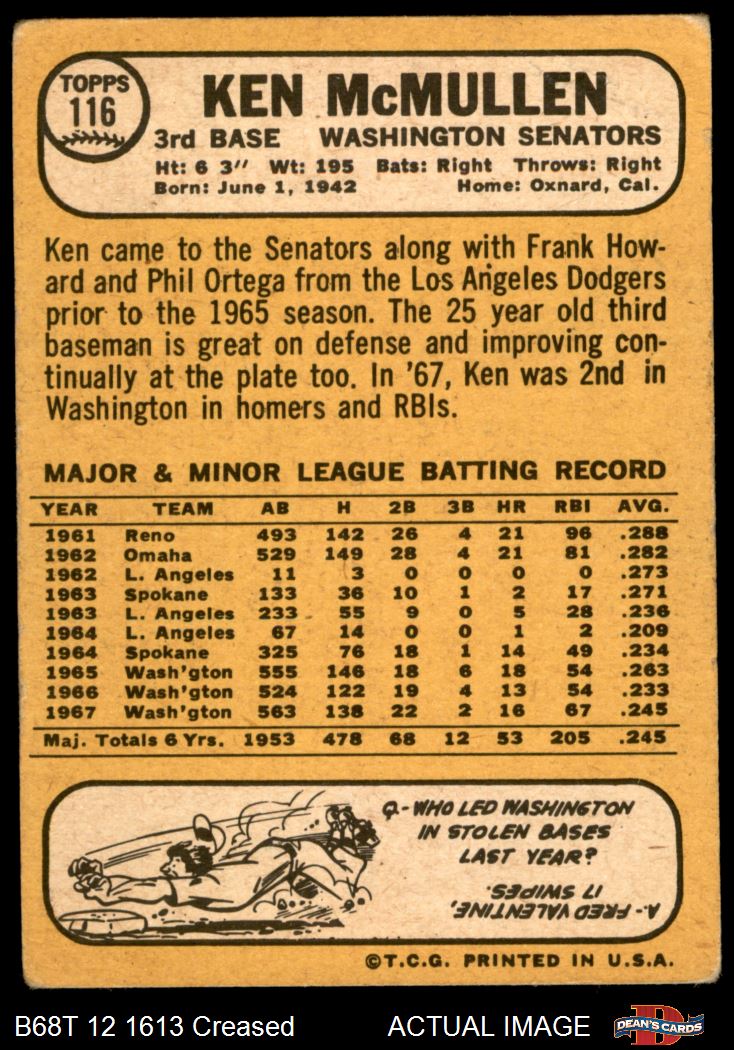 TOPPS
116
KEN McMULLEN
3rd BASE WASHINGTON SENATORS
Ht: 6 3" Wt: 195 Bats: Right Throws: Right
Born: June 1, 1942 Home: Oxnard, Cal.
Ken came to the Senators along with Frank How-
ard and Phil Ortega from the Los Angeles Dodgers
prior to the 1965 season. The 25 year old third
baseman is great on defense and improving con-
tinually at the plate too. In '67, Ken was 2nd in
Washington in homers and RBIs.
MAJOR & MINOR LEAGUE BATTING RECORD
YEAR TEAM AB H 2B 3B HR RBI AVG.
1961 Reno 493 142 26 4 21 96 .288
1962 Omaha 529 149 28 4 21 81 .282
1962 L. Angeles 11 3 0 0 0 0 .273
1963 Spokane 133 36 10 1 2 17 .271
1963 L. Angeles 233 55 9 0 5 28 .236
1964 L. Angeles 67 14 0 0 1 2 .209
1964 Spokane 325 76 18 1 14 49 .234
1965 Wash'gton 555 146 18 6 18 54 .263
1966 Wash'gton 524 122 19 4 13 54 .233
1967 Wash'gton 563 138 22 2 16 67 .245
Maj. Totals 6 Yrs. 1953 478 68 12 53 205 .245
Q-WHO LED WASHINGTON
IN STOLEN BASES
LAST YEAR?
A-FRED VALENTINE,
17 SWIPES.
©T.C.G. PRINTED IN U.S.A.
B68T 12 1613 Creased ACTUAL IMAGE
D
DEAN'S CARDS